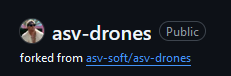 asv-drones Public
forked from asv-soft/asv-drones